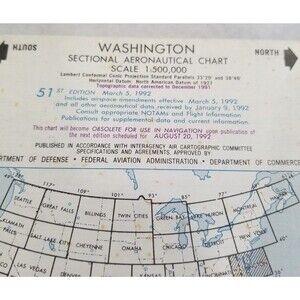 SOUTH
WASHINGTON
NORTH
SECTIONAL AERONAUTICAL CHART
SCALE 1:500,000
Lambert Conformal Conic Projection Standard Parallels 33°20' and 38°40'
Horizontal Datum: North American Datum of 1927
Topographic data corrected to December 1991
51ST EDITION March 5, 1992
Includes airspace amendments effective March 5, 1992
and all other aeronautical data received by January 9, 1992
Consult appropriate NOTAMs and Flight Information
Publications for supplemental data and current information.
This chart will become OBSOLETE FOR USE IN NAVIGATION upon publication of
the next edition scheduled for AUGUST 20, 1992
PUBLISHED IN ACCORDANCE WITH INTERAGENCY AIR CARTOGRAPHIC COMMITTEE
SPECIFICATIONS AND AGREEMENTS. APPROVED BY
ARTMENT OF DEFENSE • FEDERAL AVIATION ADMINISTRATION • DEPARTMENT OF COMMERCE
SEATTLE GREAT FALLS BILLINGS TWIN CITIES GREEN BAY LAKE HURON MONTREAL
KLAMATH FALLS SALT LAKE CITY CHEYENNE OMAHA CHICAGO DETROIT NEW YORK
LAS VEGAS DENVER